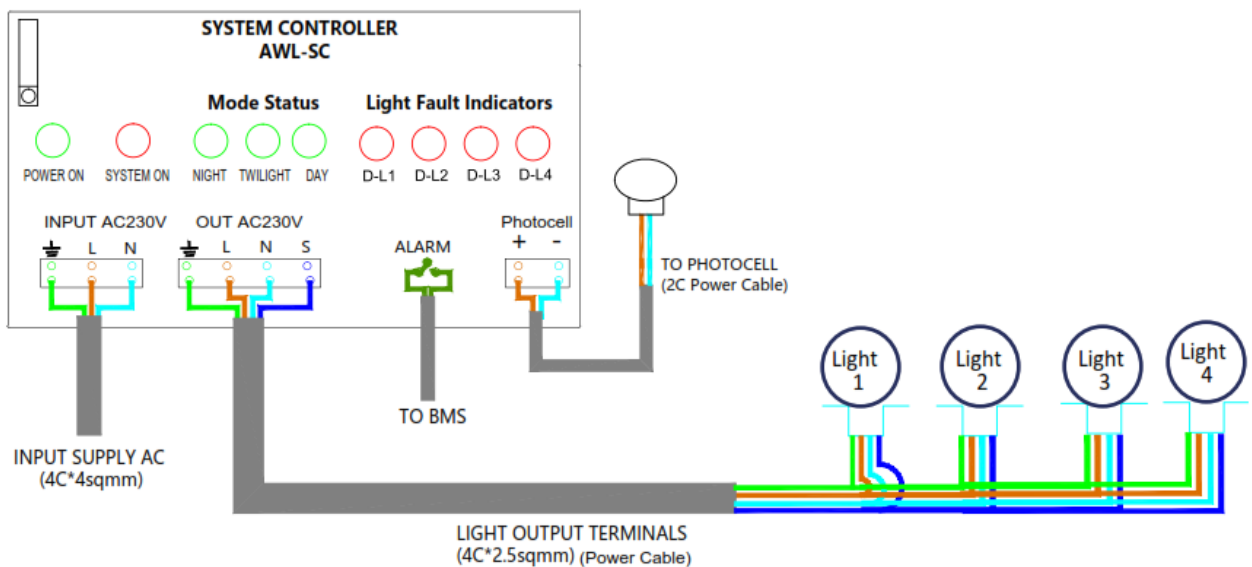 SYSTEM CONTROLLER
AWL-SC
Mode Status
Light Fault Indicators
POWER ON
SYSTEM ON
NIGHT
TWILIGHT
DAY
D-L1
D-L2
D-L3
D-L4
INPUT AC230V
L
N
OUT AC230V
L
N
S
ALARM
Photocell
+
-
TO PHOTOCELL
(2C Power Cable)
TO BMS
INPUT SUPPLY AC
(4C*4sqmm)
LIGHT OUTPUT TERMINALS
(4C*2.5sqmm) (Power Cable)
Light
1
Light
2
Light
3
Light
4